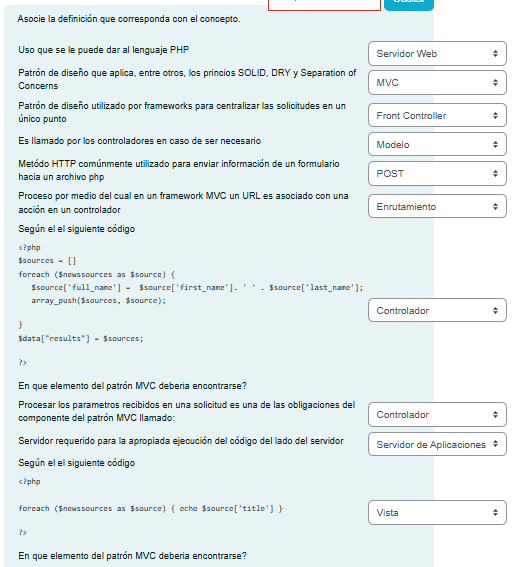 Asocie la definición que corresponda con el concepto.
Uso que se le puede dar al lenguaje PHP
Servidor Web
Patrón de diseño que aplica, entre otros, los princios SOLID, DRY y Separation of
Concerns
MVC
Patrón de diseño utilizado por frameworks para centralizar las solicitudes en un
único punto
Front Controller
Es llamado por los controladores en caso de ser necesario
Modelo
Metódo HTTP comúnmente utilizado para enviar información de un formulario
hacia un archivo php
POST
Proceso por medio del cual en un framework MVC un URL es asociado con una
acción en un controlador
Enrutamiento
Según el el siguiente código
<?php
$sources = []
foreach ($newssources as $source) {
$source['full_name'] = $source['first_name']. ' ' . $source['last_name'];
array_push($sources, $source);
}
$data["results"] = $sources;
?>
Controlador
En que elemento del patrón MVC deberia encontrarse?
Procesar los parametros recibidos en una solicitud es una de las obligaciones del
componente del patrón MVC llamado:
Controlador
Servidor requerido para la apropiada ejecución del código del lado del servidor
Servidor de Aplicaciones
Según el el siguiente código
<?php
foreach ($newssources as $source) { echo $source['title'] }
?>
Vista
En que elemento del patrón MVC deberia encontrarse?